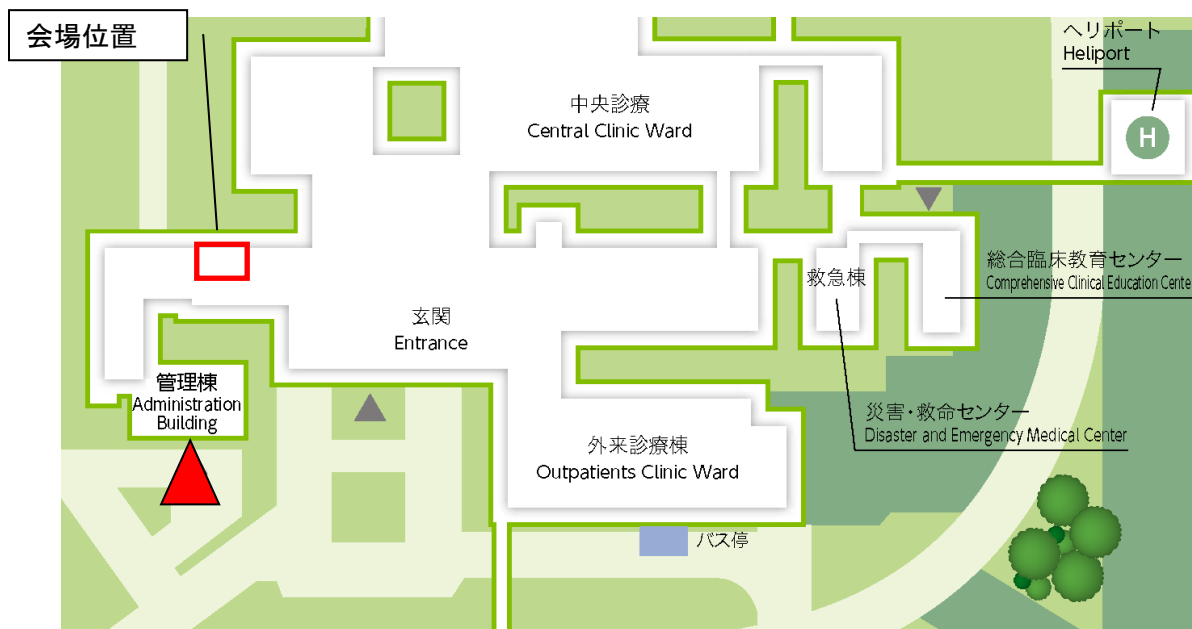 会場位置
ヘリポート
Heliport
H
中央診療
Central Clinic Ward
救急棟
総合臨床教育センター
Comprehensive Clinical Education Cente
玄関
Entrance
管理棟
Administration
Building
災害・救命センター
Disaster and Emergency Medical Center
外来診療棟
Outpatients Clinic Ward
バス停